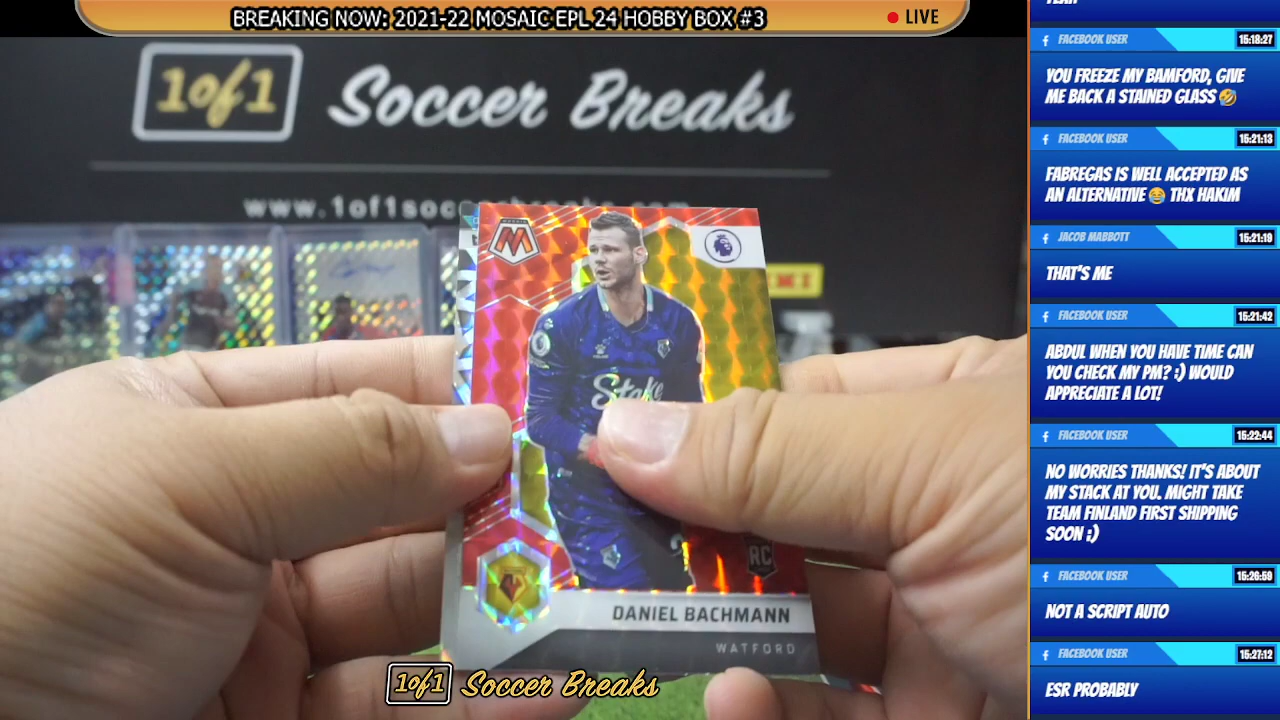 BREAKING NOW: 2021-22 MOSAIC EPL 24 HOBBY BOX #3
LIVE
1of1
Soccer Breaks
www.1of1socc
M
Stake
RC
DANIEL BACHMANN
WATFORD
1of1 Soccer Breaks
FACEBOOK USER
15:18:27
YOU FREEZE MY BAMFORD, GIVE
ME BACK A STAINED GLASS🤣
FACEBOOK USER
15:21:13
FABREGAS IS WELL ACCEPTED AS
AN ALTERNATIVE😂 THX HAKIM
JACOB MABBOTT
15:21:19
THAT'S ME
FACEBOOK USER
15:21:42
ABDUL WHEN YOU HAVE TIME CAN
YOU CHECK MY PM? :) WOULD
APPRECIATE A LOT!
FACEBOOK USER
15:22:44
NO WORRIES THANKS! IT'S ABOUT
MY STACK AT YOU. MIGHT TAKE
TEAM FINLAND FIRST SHIPPING
SOON ;)
FACEBOOK USER
15:26:59
NOT A SCRIPT AUTO
FACEBOOK USER
15:27:12
ESR PROBABLY